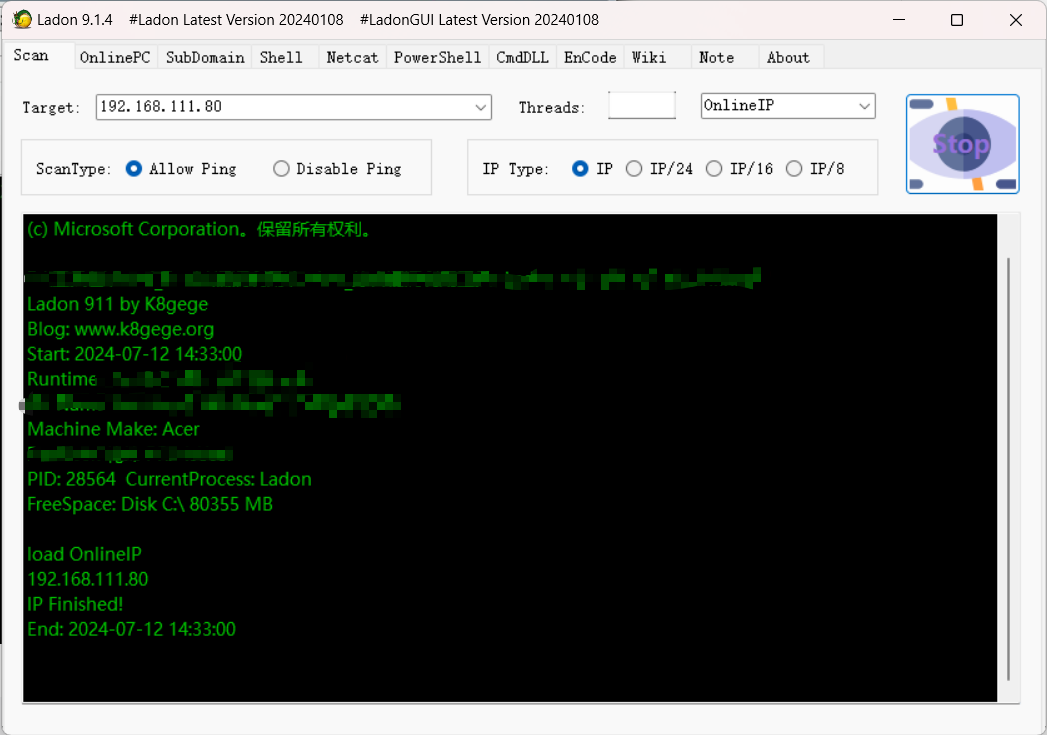 Ladon 9.1.4 #Ladon Latest Version 20240108 #LadonGUI Latest Version 20240108
Scan OnlinePC SubDomain Shell Netcat PowerShell CmdDLL EnCode Wiki Note About
Target: 192.168.111.80 Threads: OnlineIP
Stop
ScanType: Allow Ping Disable Ping IP Type: IP IP/24 IP/16 IP/8
(c) Microsoft Corporation。保留所有权利。
Ladon 911 by K8gege
Blog: www.k8gege.org
Start: 2024-07-12 14:33:00
Runtime
Machine Make: Acer
PID: 28564 CurrentProcess: Ladon
FreeSpace: Disk C:\ 80355 MB
load OnlineIP
192.168.111.80
IP Finished!
End: 2024-07-12 14:33:00